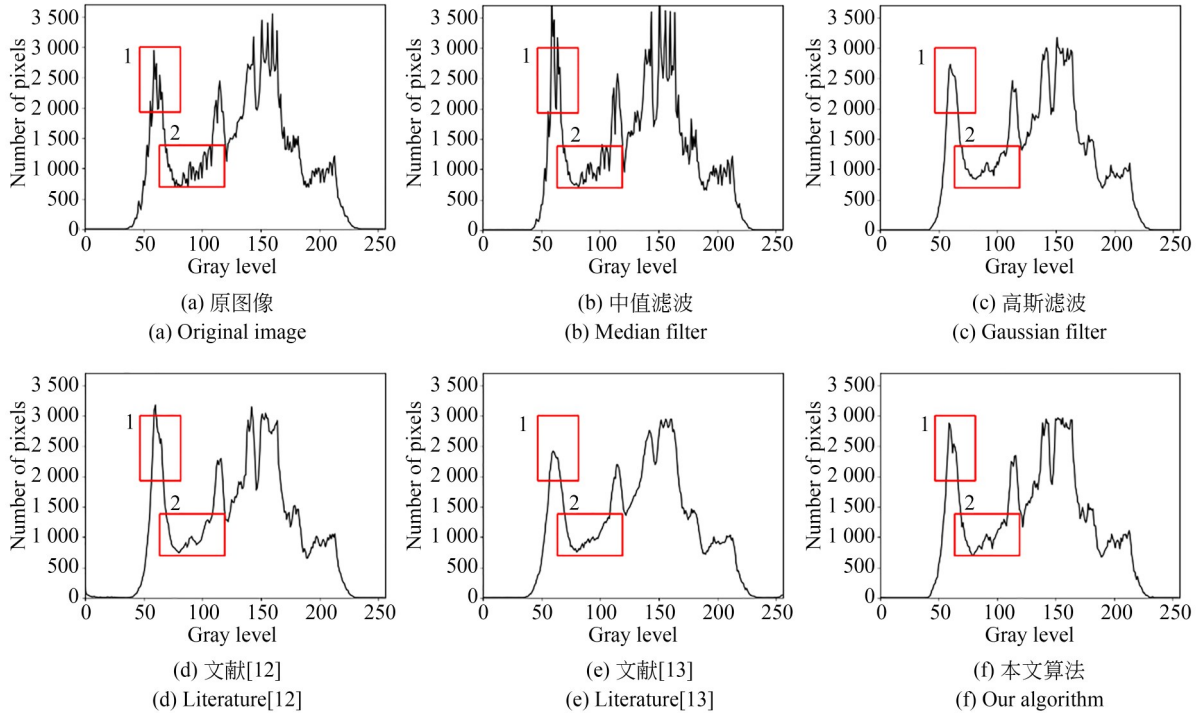 Number of pixels
3 500
3 000
2 500
2 000
1 500
1 000
500
0
1
2
0 50 100 150 200 250
Gray level
(a) 原图像
(a) Original image
Number of pixels
3 500
3 000
2 500
2 000
1 500
1 000
500
0
1
2
0 50 100 150 200 250
Gray level
(b) 中值滤波
(b) Median filter
Number of pixels
3 500
3 000
2 500
2 000
1 500
1 000
500
0
1
2
0 50 100 150 200 250
Gray level
(c) 高斯滤波
(c) Gaussian filter
Number of pixels
3 500
3 000
2 500
2 000
1 500
1 000
500
0
1
2
0 50 100 150 200 250
Gray level
(d) 文献[12]
(d) Literature[12]
Number of pixels
3 500
3 000
2 500
2 000
1 500
1 000
500
0
1
2
0 50 100 150 200 250
Gray level
(e) 文献[13]
(e) Literature[13]
Number of pixels
3 500
3 000
2 500
2 000
1 500
1 000
500
0
1
2
0 50 100 150 200 250
Gray level
(f) 本文算法
(f) Our algorithm